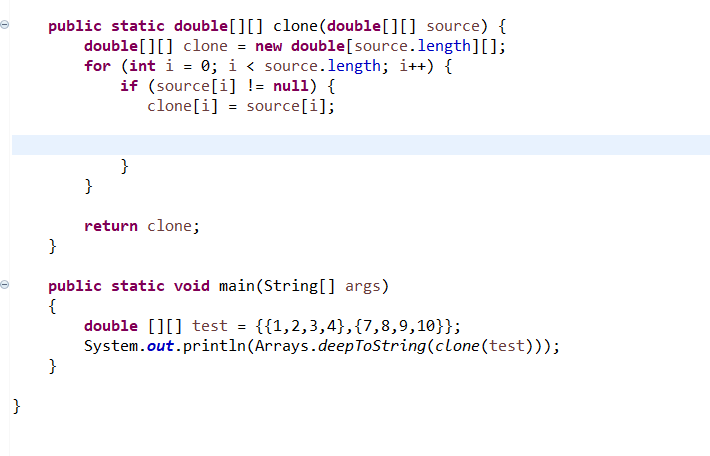 public static double[][] clone(double[][] source) {
double[][] clone = new double[source.length][];
for (int i = 0; i < source.length; i++) {
if (source[i] != null) {
clone[i] = source[i];
}
}
return clone;
}
public static void main(String[] args)
{
double [][] test = {{1,2,3,4},{7,8,9,10}};
System.out.println(Arrays.deepToString(clone(test)));
}
}